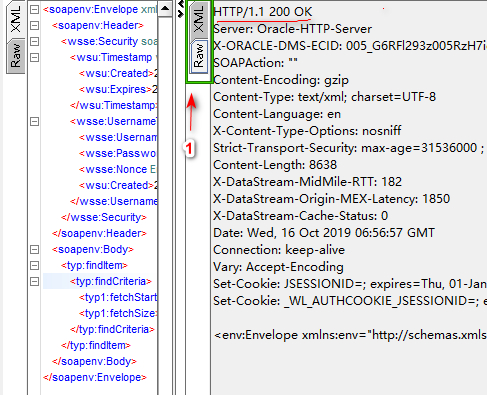 XML
Raw
<soapenv:Envelope xml
<soapenv:Header>
<wsse:Security soa
<wsu:Timestamp
<wsu:Created>2
<wsu:Expires>2
</wsu:Timestamp>
<wsse:UsernameT
<wsse:Usernam
<wsse:Passwo
<wsse:Nonce E
<wsu:Created>2
</wsse:Usernam
</wsse:Security>
</soapenv:Header>
<soapenv:Body>
<typ:findItem>
<typ:findCriteria>
<typ1:fetchStart
<typ1:fetchSize>
</typ:findCriteria>
</typ:findItem>
</soapenv:Body>
</soapenv:Envelope>
XML
Raw
1
HTTP/1.1 200 OK
Server: Oracle-HTTP-Server
X-ORACLE-DMS-ECID: 005_G6RFl293z005RzH7i
SOAPAction: ""
Content-Encoding: gzip
Content-Type: text/xml; charset=UTF-8
Content-Language: en
X-Content-Type-Options: nosniff
Strict-Transport-Security: max-age=31536000 ;
Content-Length: 8638
X-DataStream-MidMile-RTT: 182
X-DataStream-Origin-MEX-Latency: 1850
X-DataStream-Cache-Status: 0
Date: Wed, 16 Oct 2019 06:56:57 GMT
Connection: keep-alive
Vary: Accept-Encoding
Set-Cookie: JSESSIONID=; expires=Thu, 01-Jan
Set-Cookie: _WL_AUTHCOOKIE_JSESSIONID=; e
<env:Envelope xmlns:env="http://schemas.xmls